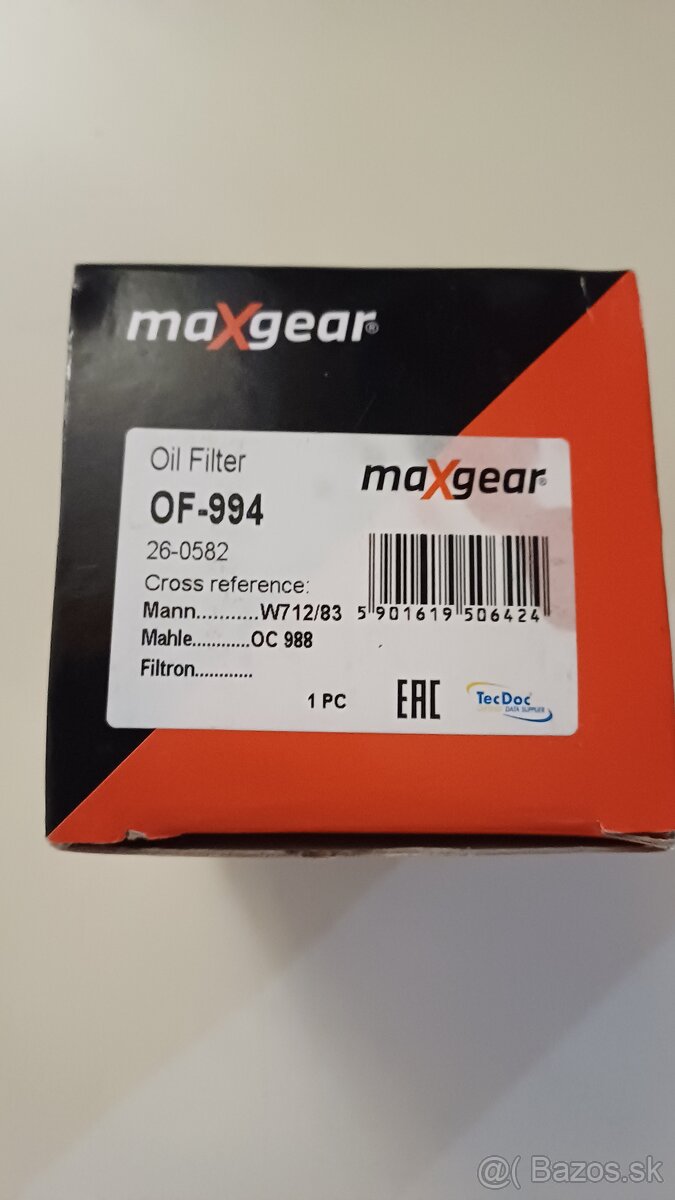 maXgear®
Oil Filter
maXgear®
OF-994
26-0582
Cross reference:
Mann...........W712/83
5 901619 506424
Mahle............OC 988
Filtron............
1 PC
EAC
TecDoc
DATA SUPPLIER
@( Bazos.sk